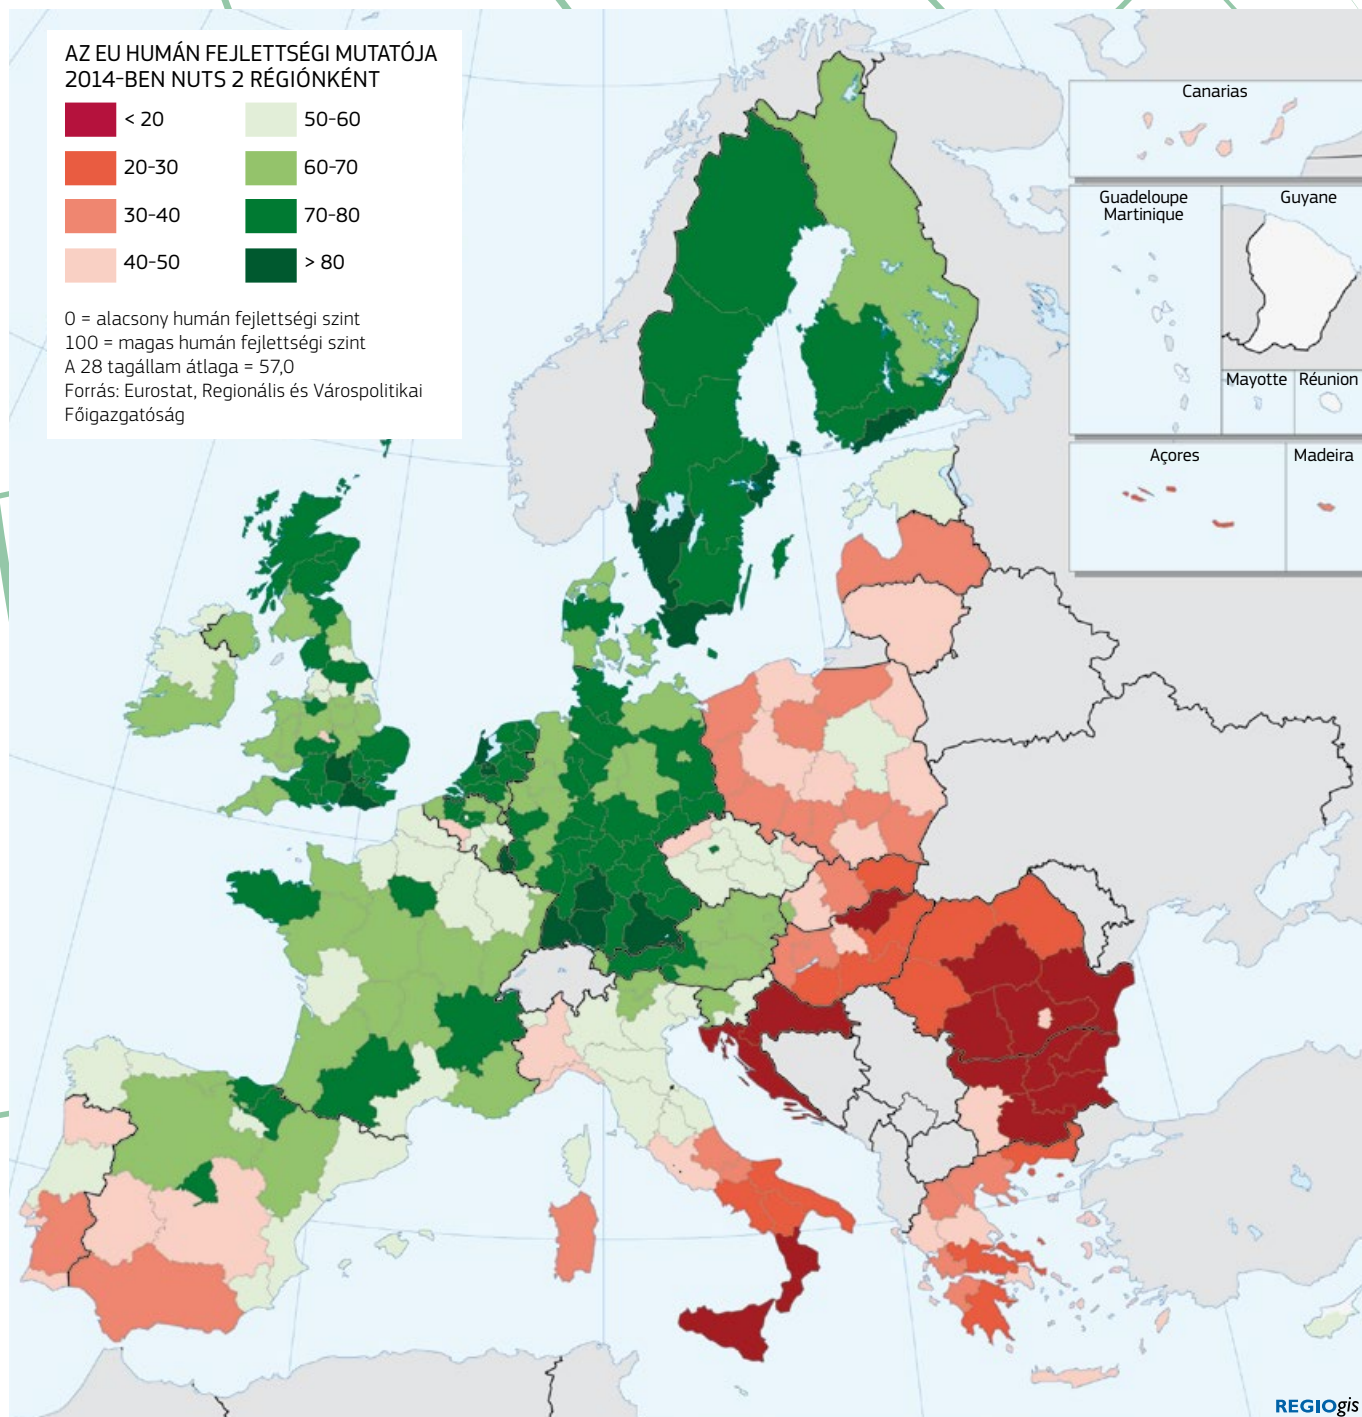 AZ EU HUMÁN FEJLETTSÉGI MUTATÓJA
2014-BEN NUTS 2 RÉGIÓNKÉNT
< 20
20-30
30-40
40-50
50-60
60-70
70-80
> 80
0 = alacsony humán fejlettségi szint
100 = magas humán fejlettségi szint
A 28 tagállam átlaga = 57,0
Forrás: Eurostat, Regionális és Várospolitikai
Főigazgatóság
Canarias
Guadeloupe
Martinique
Guyane
Mayotte
Réunion
Açores
Madeira
REGIOgis